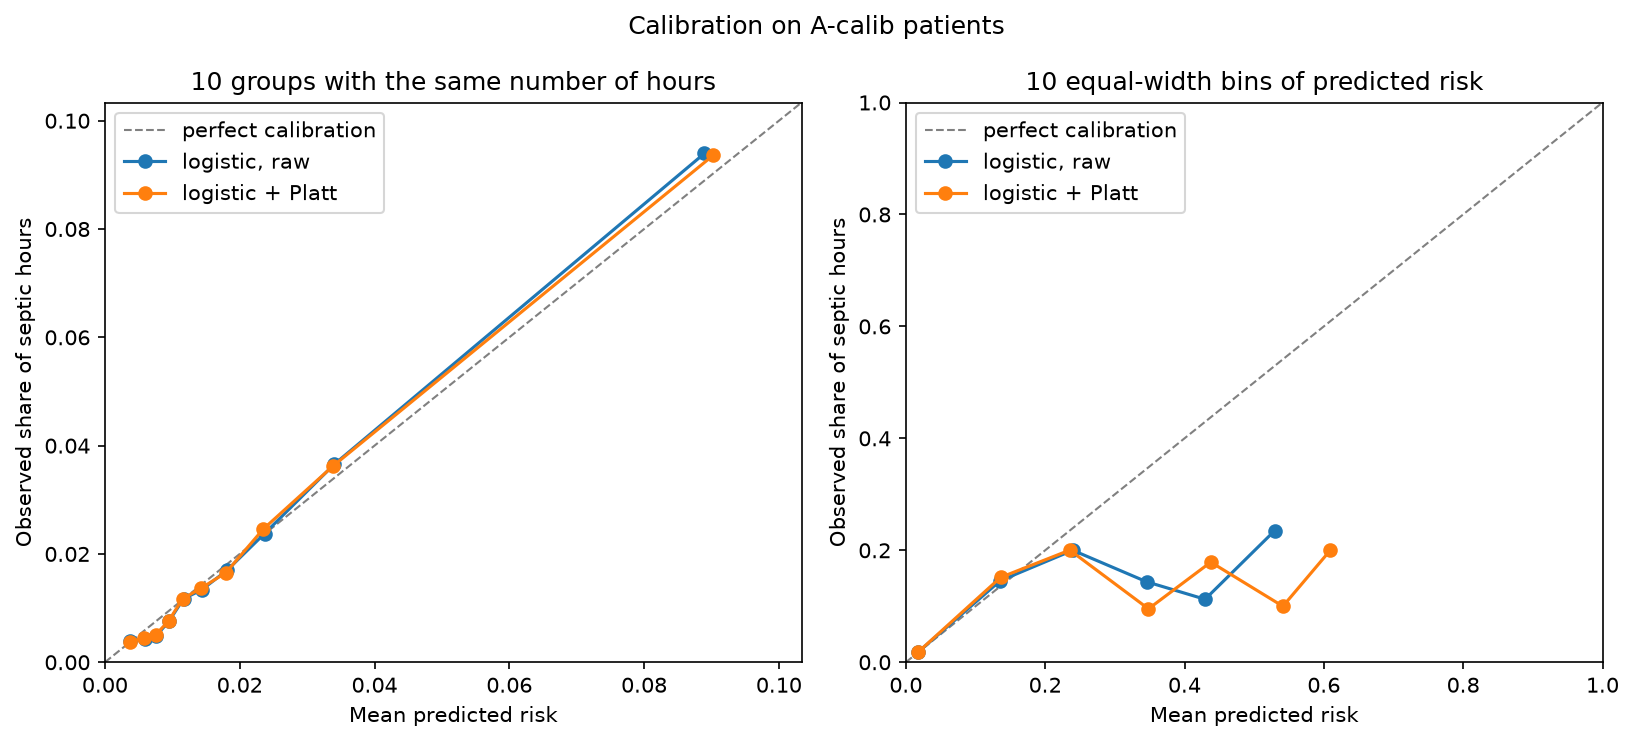 Calibration on A-calib patients
10 groups with the same number of hours
perfect calibration
logistic, raw
logistic + Platt
Observed share of septic hours
0.10
0.08
0.06
0.04
0.02
0.00
0.00 0.02 0.04 0.06 0.08 0.10
Mean predicted risk
10 equal-width bins of predicted risk
perfect calibration
logistic, raw
logistic + Platt
Observed share of septic hours
1.0
0.8
0.6
0.4
0.2
0.0
0.0 0.2 0.4 0.6 0.8 1.0
Mean predicted risk